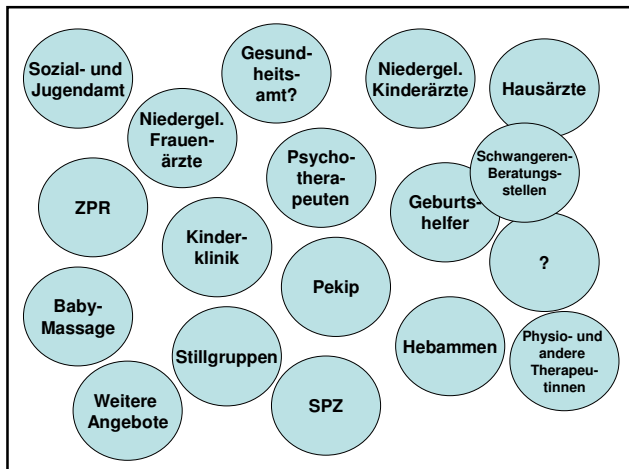 Sozial- und
Jugendamt
Gesund-
heits-
amt?
Niedergel.
Kinderärzte
Hausärzte
Niedergel.
Frauen-
ärzte
Psycho-
thera-
peuten
Schwangeren-
Beratungs-
stellen
ZPR
Geburts-
helfer
Kinder-
klinik
?
Pekip
Baby-
Massage
Stillgruppen
Hebammen
Physio- und
andere
Therapeu-
tinnen
Weitere
Angebote
SPZ